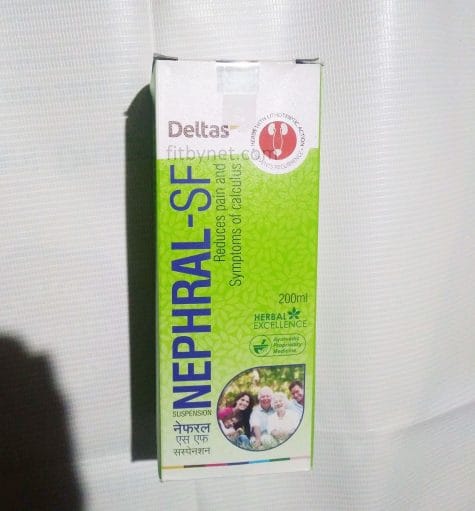 Deltas
fitbynet.com
NEPHRAL-SF
SUSPENSION
Reduces pain and
Symptoms of calculus
200ml
HERBAL
EXCELLENCE
Ayurvedic
Proprietary
Medicine
नेफरल
एस एफ
सस्पेनशन